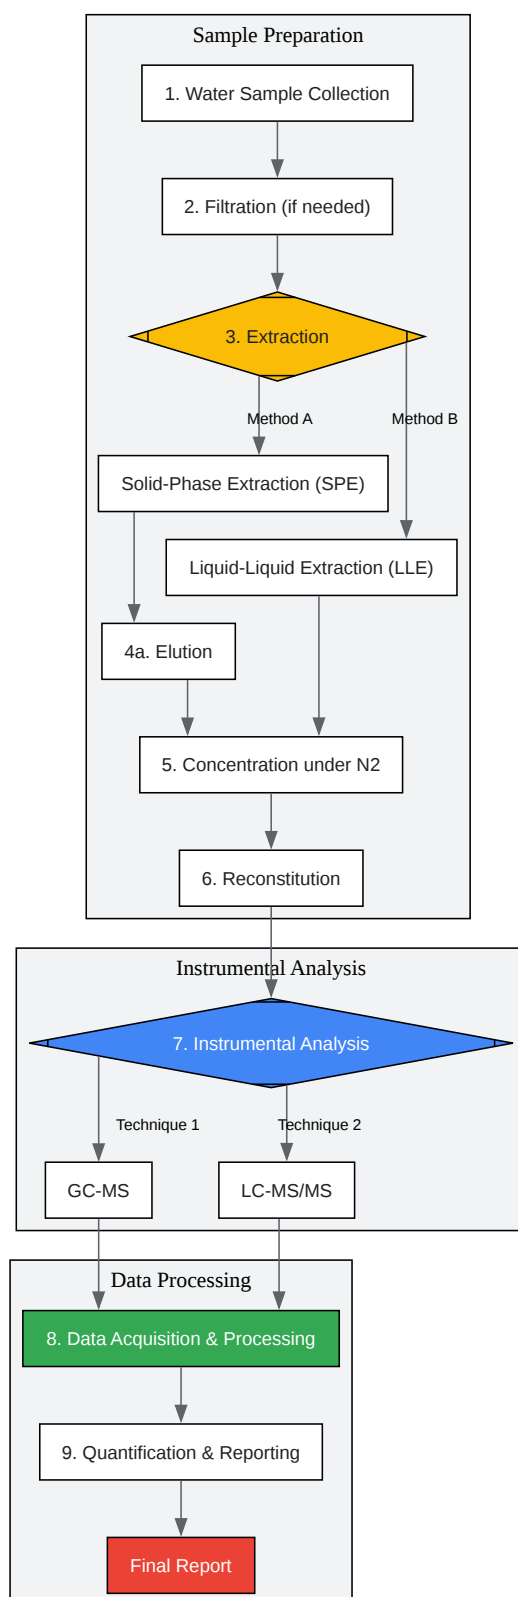 Sample Preparation
1. Water Sample Collection
2. Filtration (if needed)
3. Extraction
Method A
Method B
Solid-Phase Extraction (SPE)
Liquid-Liquid Extraction (LLE)
4a. Elution
5. Concentration under N2
6. Reconstitution
Instrumental Analysis
7. Instrumental Analysis
Technique 1
Technique 2
GC-MS
LC-MS/MS
Data Processing
8. Data Acquisition & Processing
9. Quantification & Reporting
Final Report